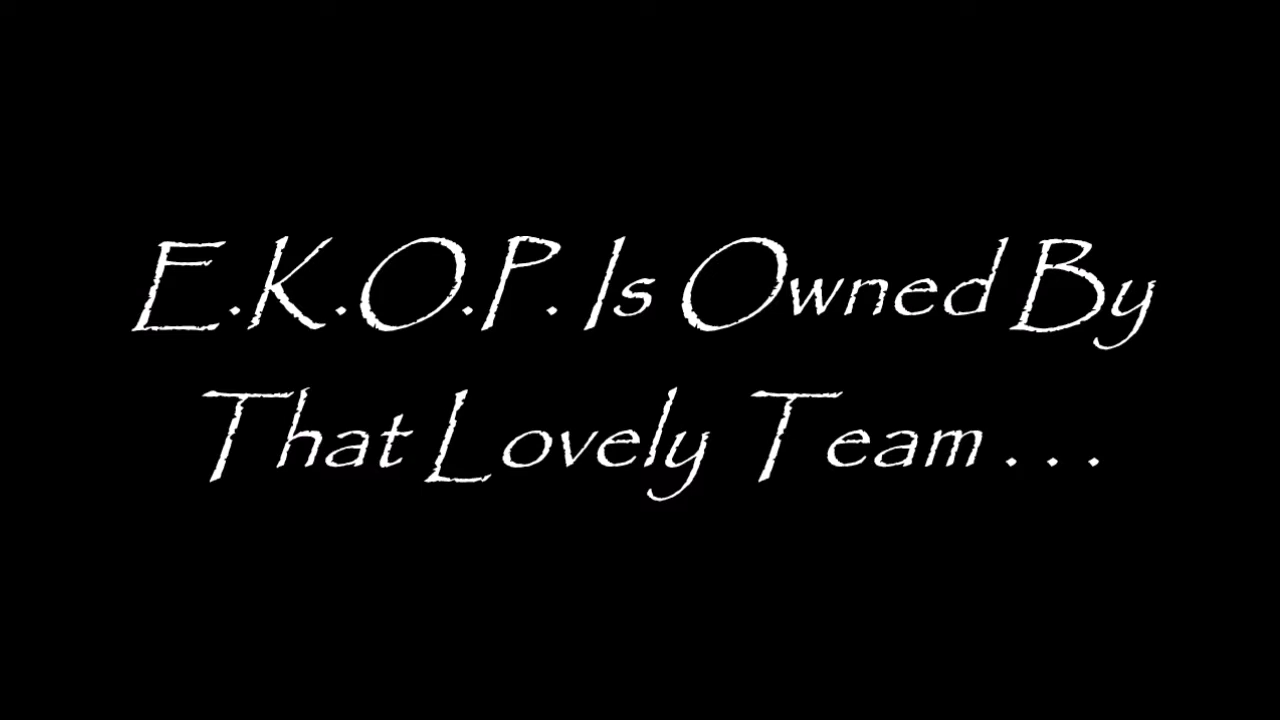 E.K.O.P. Is Owned By
That Lovely Team . . .